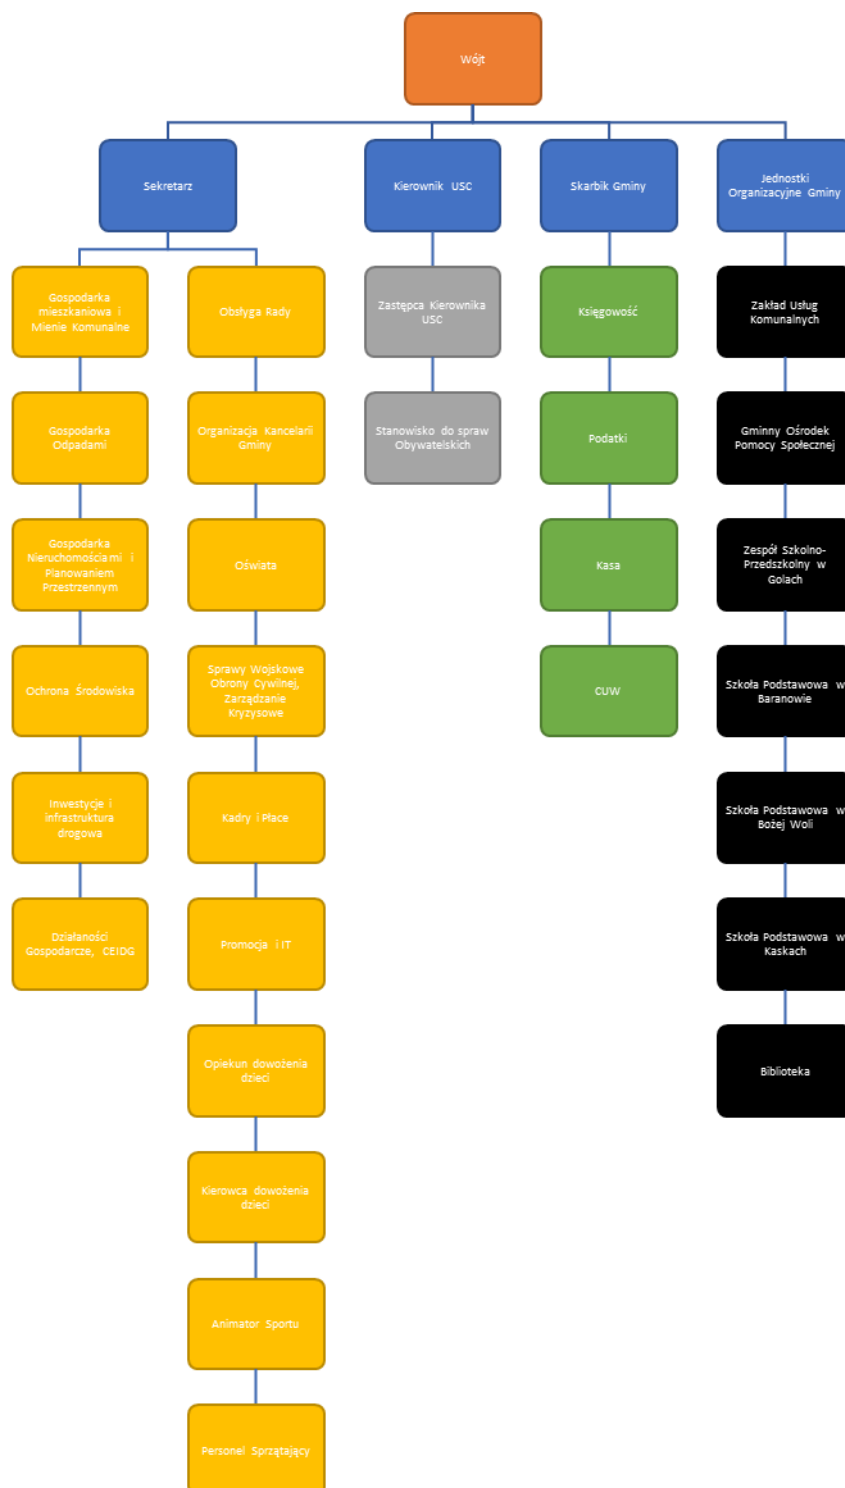 Wójt
Sekretarz
Kierownik USC
Skarbik Gminy
Jednostki
Organizacyjne Gminy
Gospodarka
mieszkaniowa i
Mienie Komunalne
Gospodarka
Odpadami
Gospodarka
Nieruchomościami i
Planowaniem
Przestrzennym
Ochrona Środowiska
Inwestycje i
infrastruktura
drogowa
Działaności
Gospodarcze, CEIDG
Obsłyga Rady
Organizacja Kancelarii
Gminy
Oświata
Sprawy Wojskowe
Obrony Cywilnej,
Zarządzanie
Kryzysowe
Kadry i Płace
Promocja i IT
Opiekun dowożenia
dzieci
Kierowca dowożenia
dzieci
Animator Sportu
Personel Sprzątający
Zastępca Kierownika
USC
Stanowisko do spraw
Obywatelskich
Księgowość
Podatki
Kasa
CUW
Zakład Usług
Komunalnych
Gminny Ośrodek
Pomocy Społecznej
Zespół Szkolno-
Przedszkolny w
Golach
Szkoła Podstawowa w
Baranowie
Szkoła Podstawowa w
Bożej Woli
Szkoła Podstawowa w
Kaskach
Biblioteka